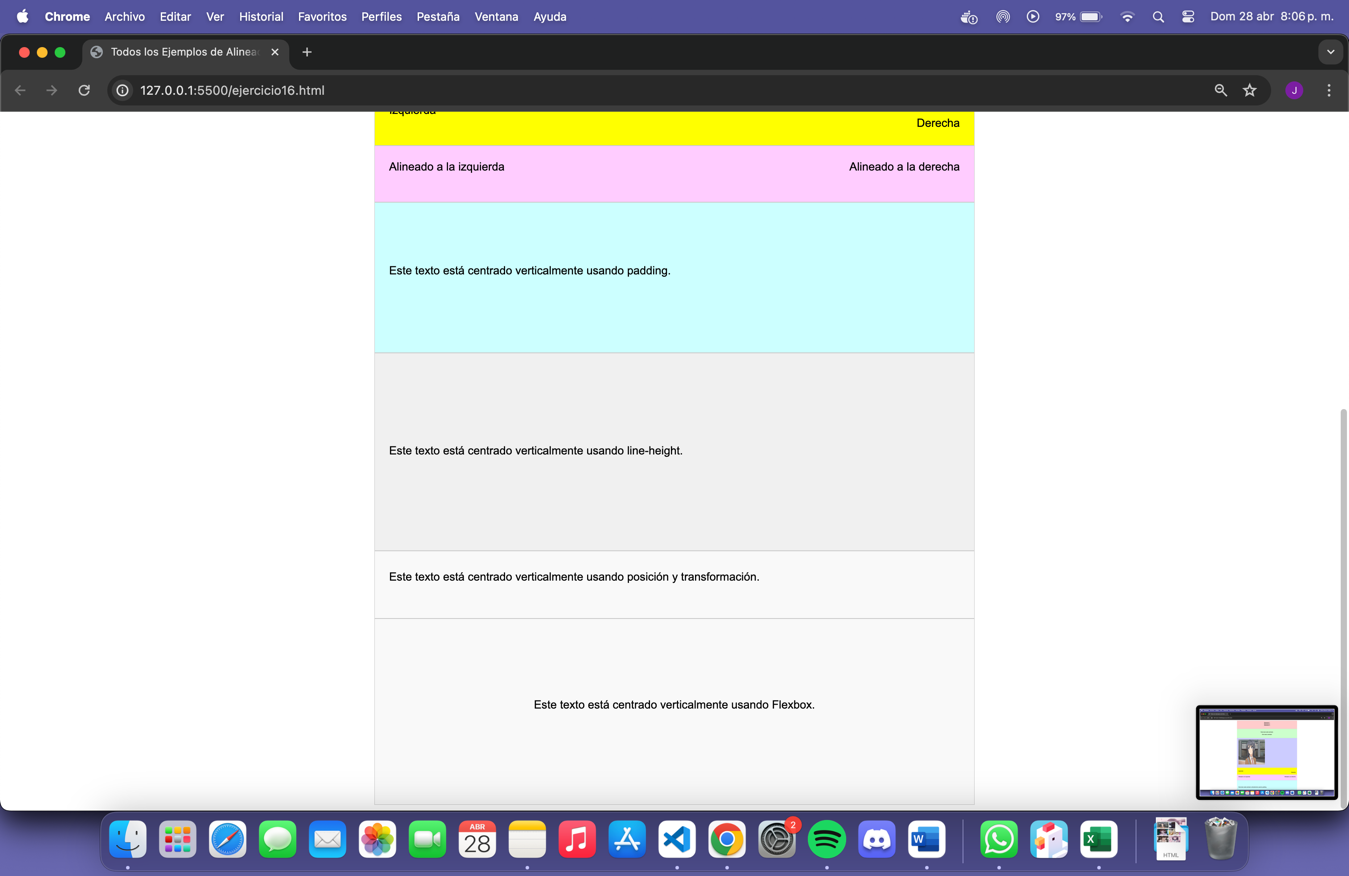 Chrome Archivo Editar Ver Historial Favoritos Perfiles Pestaña Ventana Ayuda 97% Dom 28 abr 8:06 p. m.
Todos los Ejemplos de Alinea
127.0.0.1:5500/ejercicio16.html
J
izquierda
Derecha
Alineado a la izquierda Alineado a la derecha
Este texto está centrado verticalmente usando padding.
Este texto está centrado verticalmente usando line-height.
Este texto está centrado verticalmente usando posición y transformación.
Este texto está centrado verticalmente usando Flexbox.
ABR
28
2
W
X
HTML